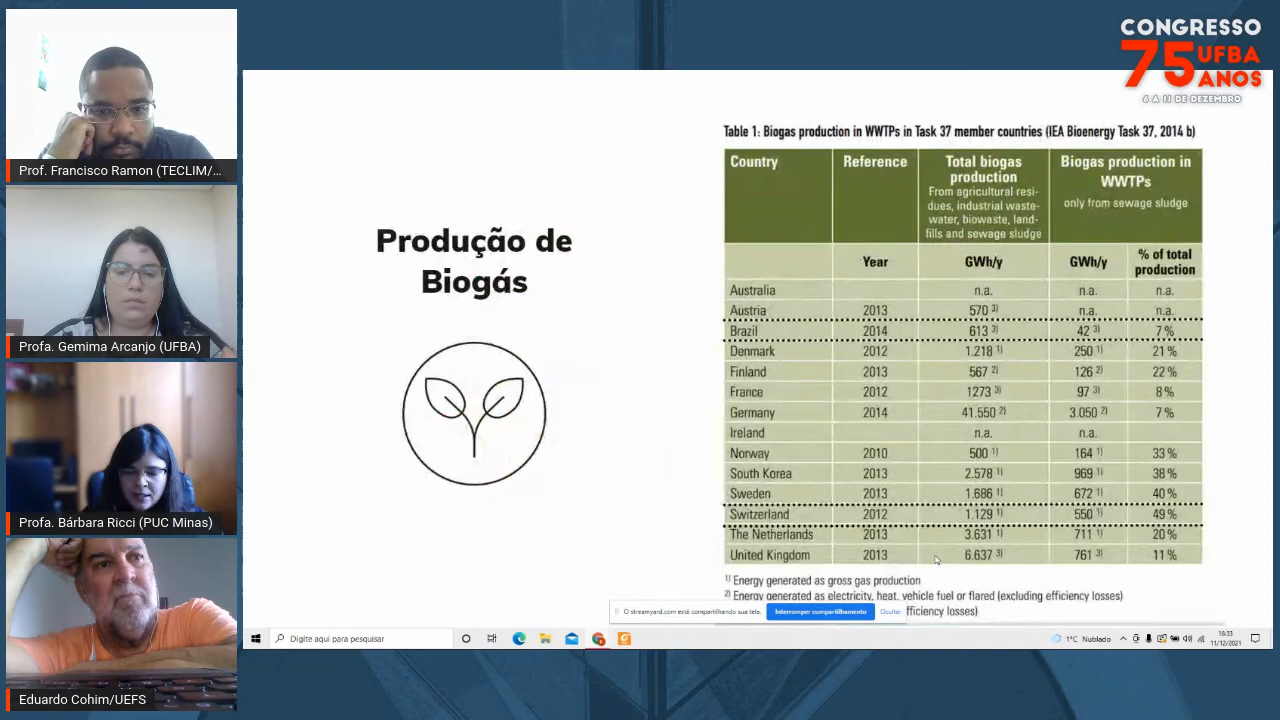 CONGRESSO
75 UFBA
ANOS
6 A 11 DE DEZEMBRO
Prof. Francisco Ramon (TECLIM/...
Profa. Gemima Arcanjo (UFBA)
Profa. Bárbara Ricci (PUC Minas)
Eduardo Cohim/UEFS
Produção de
Biogás
Table 1: Biogas production in WWTPs in Task 37 member countries (IEA Bioenergy Task 37, 2014 b)
Country Reference Total biogas production From agricultural resi-dues, industrial waste-water, biowaste, land-fills and sewage sludge Biogas production in WWTPs only from sewage sludge
Year GWh/y GWh/y % of total production
Australia n.a. n.a. n.a.
Austria 2013 570 3) n.a. n.a.
Brazil 2014 613 3) 42 3) 7 %
Denmark 2012 1.218 1) 250 1) 21 %
Finland 2013 567 2) 126 2) 22 %
France 2012 1273 3) 97 3) 8 %
Germany 2014 41.550 2) 3.050 2) 7 %
Ireland n.a. n.a.
Norway 2010 500 1) 164 1) 33 %
South Korea 2013 2.578 1) 969 1) 38 %
Sweden 2013 1.686 1) 672 1) 40 %
Switzerland 2012 1.129 1) 550 1) 49 %
The Netherlands 2013 3.631 1) 711 1) 20 %
United Kingdom 2013 6.637 3) 761 3) 11 %
1) Energy generated as gross gas production
2) Energy generated as electricity, heat, vehicle fuel or flared (excluding efficiency losses)
fficiency losses)
O streamyard.com está compartilhando sua tela. Interromper compartilhamento Ocultar
Digite aqui para pesquisar
1°C Nublado
16:33
11/12/2021